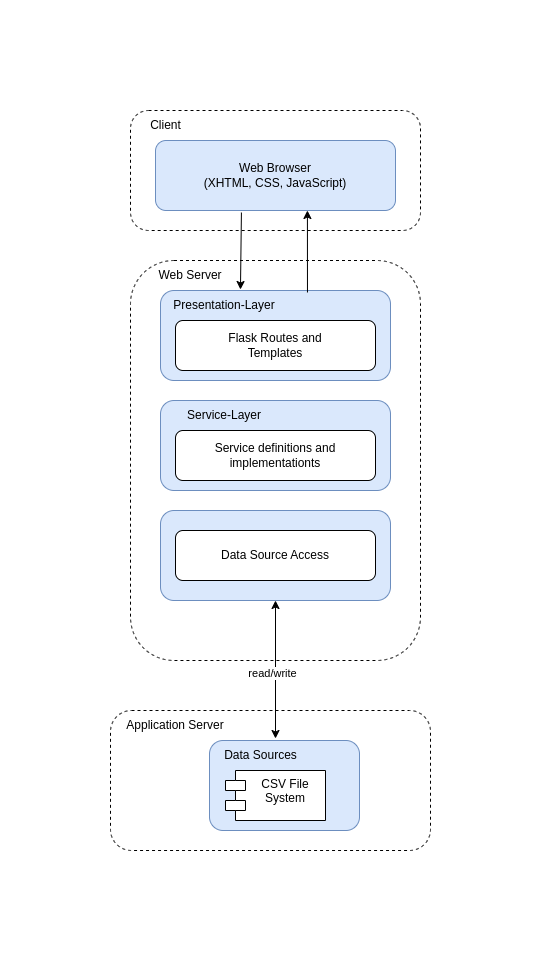 Client
Web Browser
(XHTML, CSS, JavaScript)
Web Server
Presentation-Layer
Flask Routes and
Templates
Service-Layer
Service definitions and
implementationts
Data Source Access
read/write
Application Server
Data Sources
CSV File
System